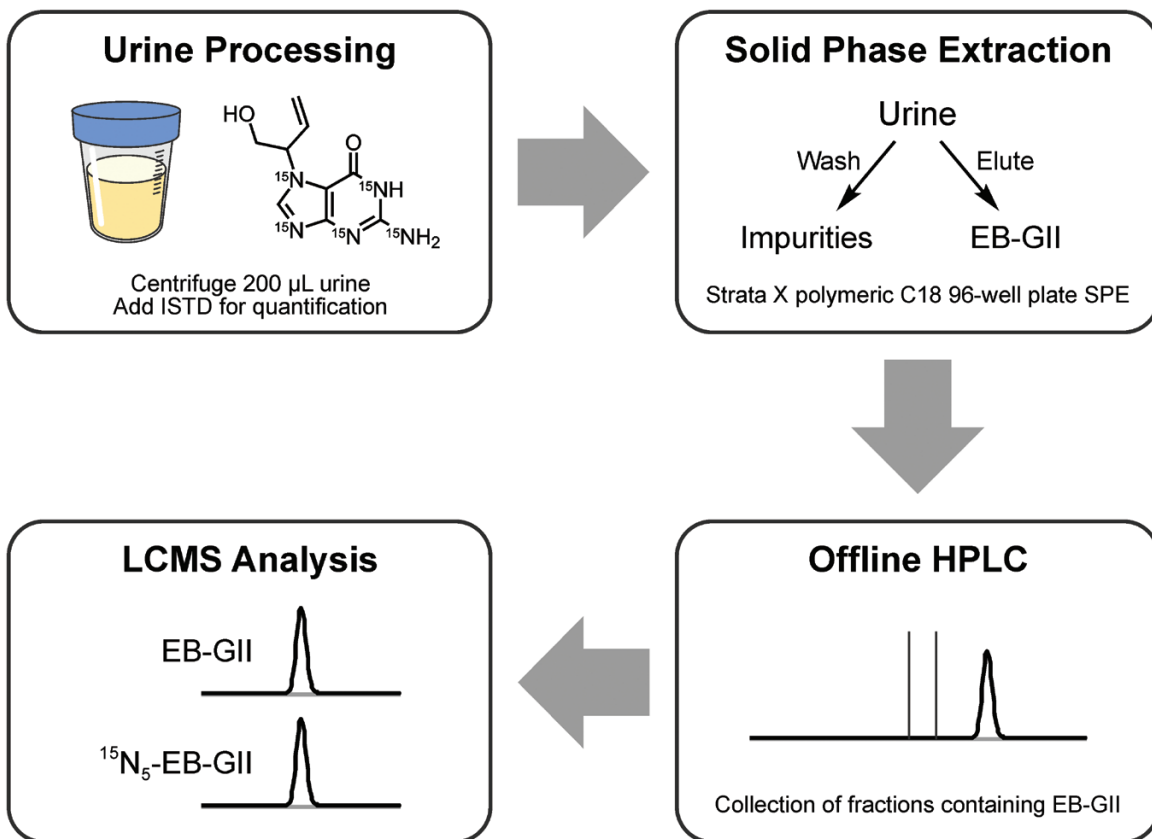 Urine Processing
HO
O
15N
15NH
15N
15N
15NH2
Centrifuge 200 µL urine
Add ISTD for quantification
Solid Phase Extraction
Urine
Wash
Elute
Impurities
EB-GII
Strata X polymeric C18 96-well plate SPE
LCMS Analysis
EB-GII
¹⁵N₅-EB-GII
Offline HPLC
Collection of fractions containing EB-GII